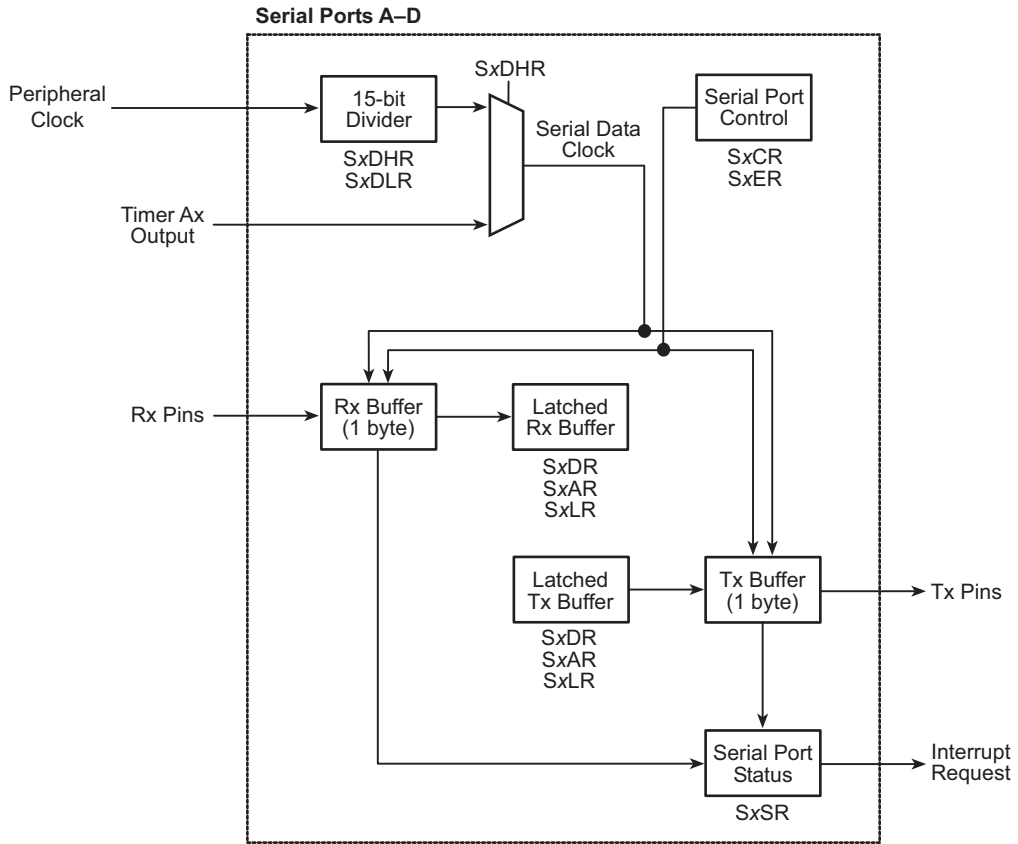 Serial Ports A–D
SxDHR
Peripheral
Clock
15-bit
Divider
SxDHR
SxDLR
Serial Data
Clock
Serial Port
Control
SxCR
SxER
Timer Ax
Output
Rx Pins
Rx Buffer
(1 byte)
Latched
Rx Buffer
SxDR
SxAR
SxLR
Latched
Tx Buffer
SxDR
SxAR
SxLR
Tx Buffer
(1 byte)
Tx Pins
Serial Port
Status
SxSR
Interrupt
Request